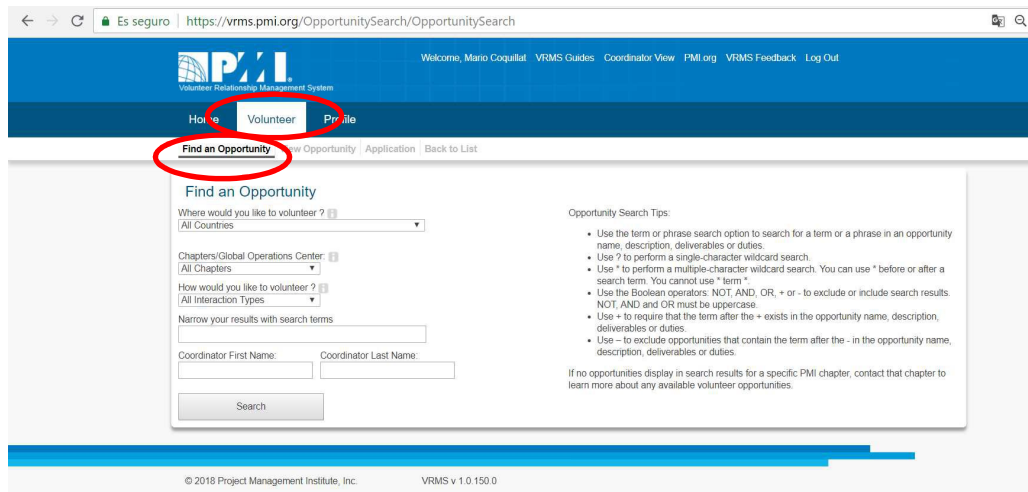 Es seguro https://vrms.pmi.org/OpportunitySearch/OpportunitySearch
PMI.
Volunteer Relationship Management System
Welcome, Mario Coquillat VRMS Guides Coordinator View PMI.org VRMS Feedback Log Out
Home Volunteer Profile
Find an Opportunity View Opportunity Application Back to List
Find an Opportunity
Where would you like to volunteer ?
All Countries
Chapters/Global Operations Center:
All Chapters
How would you like to volunteer ?
All Interaction Types
Narrow your results with search terms
Coordinator First Name: Coordinator Last Name:
Search
Opportunity Search Tips:
• Use the term or phrase search option to search for a term or a phrase in an opportunity
name, description, deliverables or duties.
• Use ? to perform a single-character wildcard search.
• Use * to perform a multiple-character wildcard search. You can use * before or after a
search term. You cannot use * term *.
• Use the Boolean operators: NOT, AND, OR, + or - to exclude or include search results.
NOT, AND and OR must be uppercase.
• Use + to require that the term after the + exists in the opportunity name, description,
deliverables or duties.
• Use – to exclude opportunities that contain the term after the - in the opportunity name,
description, deliverables or duties.
If no opportunities display in search results for a specific PMI chapter, contact that chapter to
learn more about any available volunteer opportunities.
© 2018 Project Management Institute, Inc. VRMS v 1.0.150.0